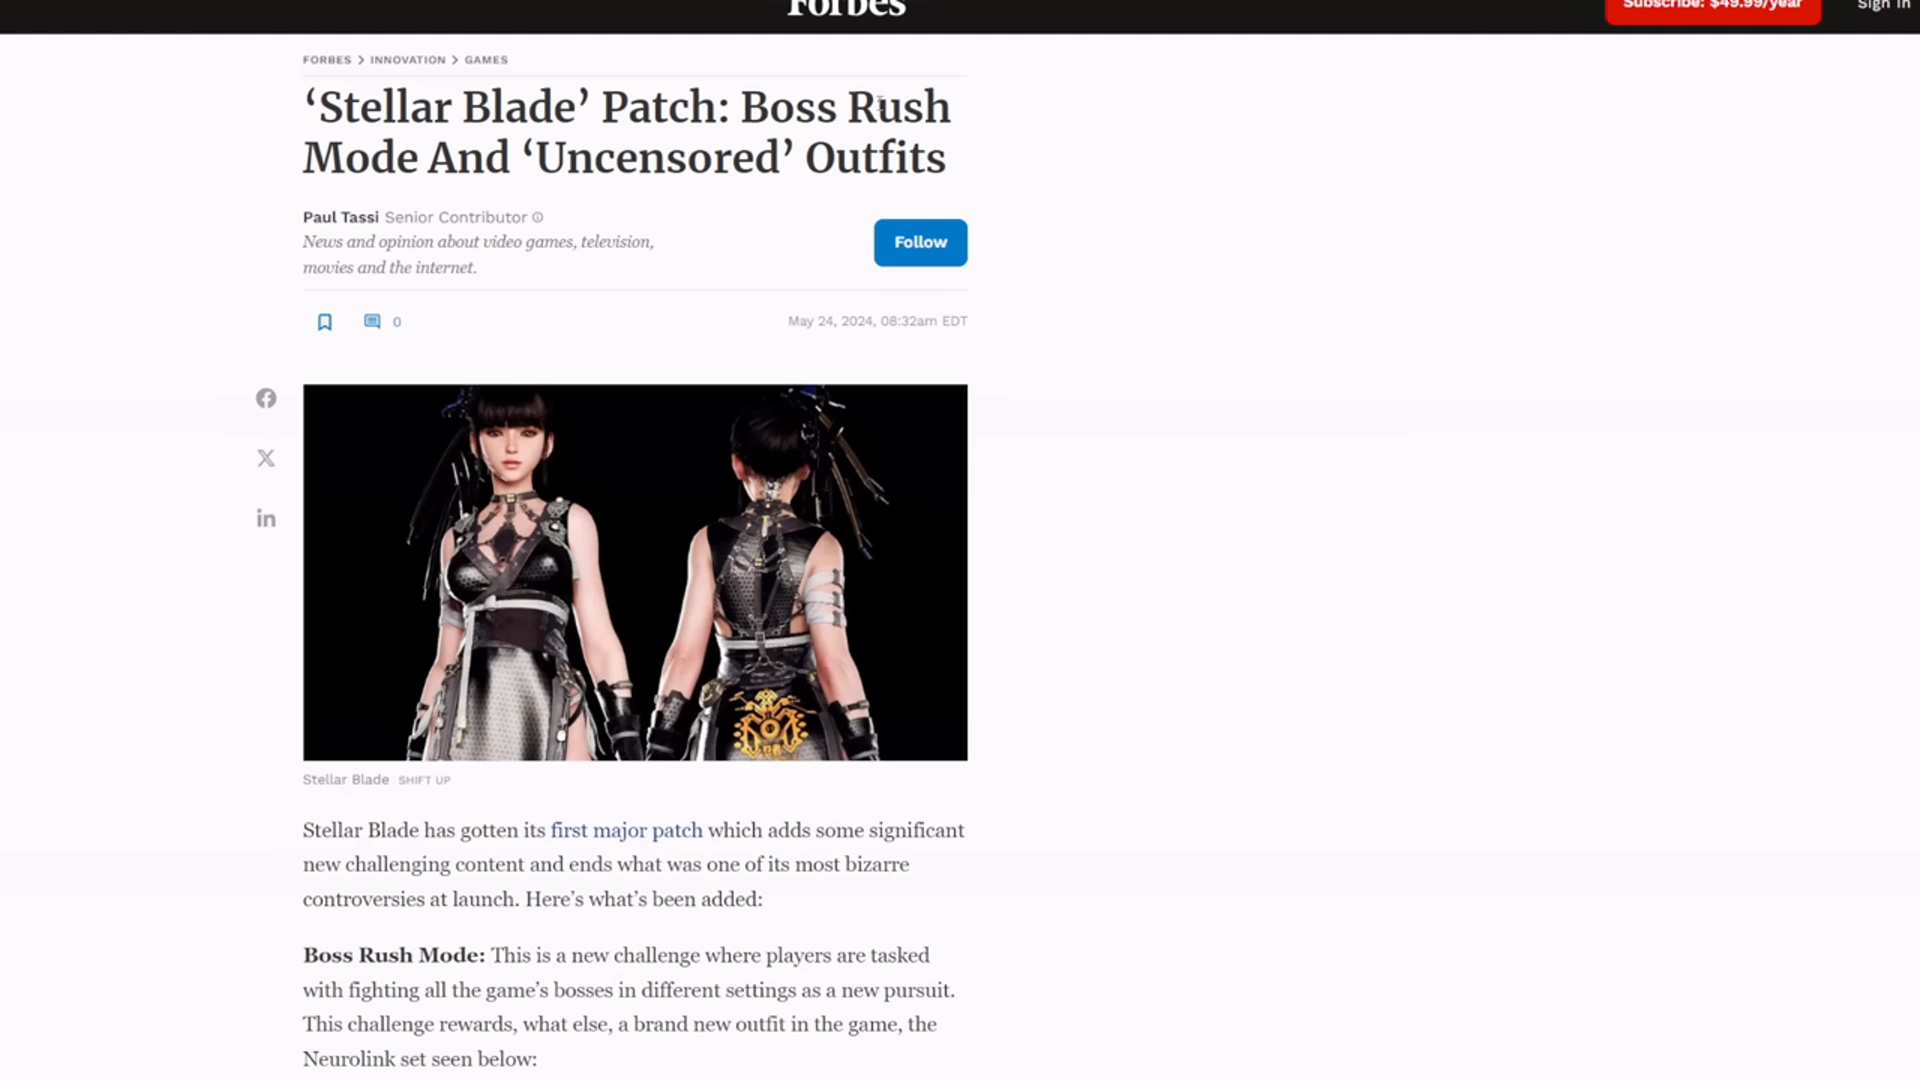 Forbes
Subscribe: $49.99/year
Sign In
FORBES > INNOVATION > GAMES
‘Stellar Blade’ Patch: Boss Rush
Mode And ‘Uncensored’ Outfits
Paul Tassi Senior Contributor
News and opinion about video games, television,
movies and the internet.
Follow
0
May 24, 2024, 08:32am EDT
Stellar Blade SHIFT UP
Stellar Blade has gotten its first major patch which adds some significant
new challenging content and ends what was one of its most bizarre
controversies at launch. Here’s what’s been added:
Boss Rush Mode: This is a new challenge where players are tasked
with fighting all the game’s bosses in different settings as a new pursuit.
This challenge rewards, what else, a brand new outfit in the game, the
Neurolink set seen below: